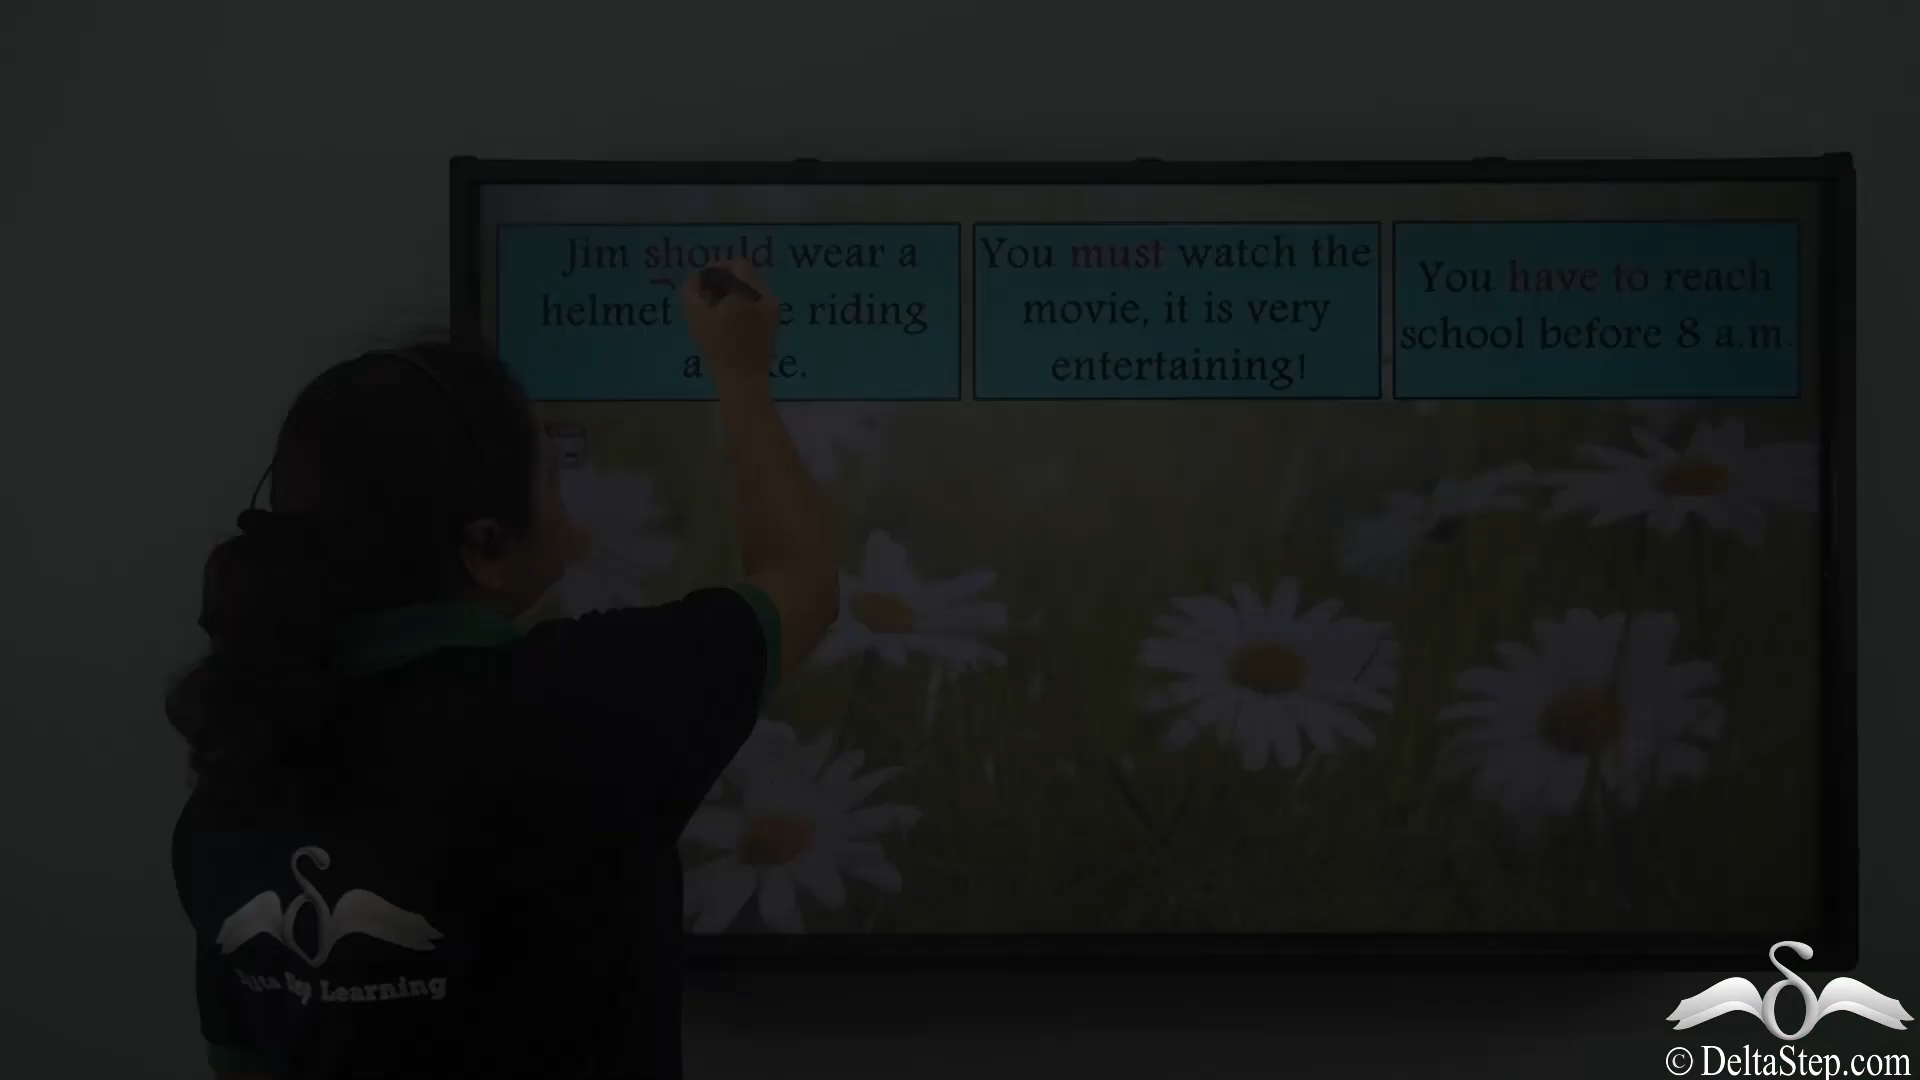 Jim should wear a
helmet riding
a
You must watch the
movie, it is very
entertaining!
You have to reach
school before 8 a.m.
Learning
© DeltaStep.com